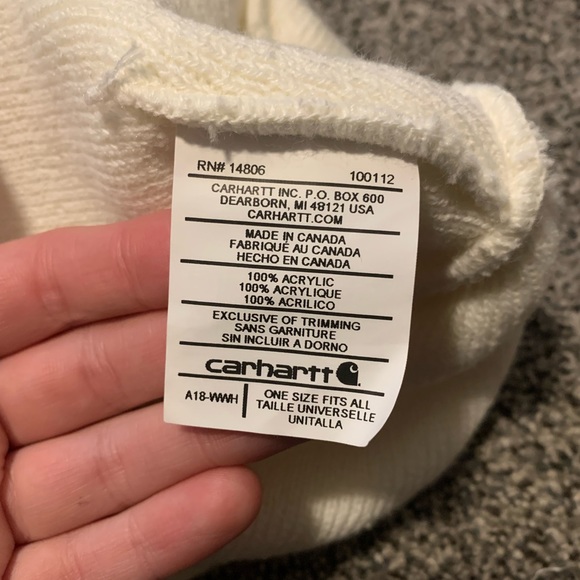 RN# 14806 100112
CARHARTT INC. P.O. BOX 600
DEARBORN, MI 48121 USA
CARHARTT.COM
MADE IN CANADA
FABRIQUÉ AU CANADA
HECHO EN CANADA
100% ACRYLIC
100% ACRYLIQUE
100% ACRILICO
EXCLUSIVE OF TRIMMING
SANS GARNITURE
SIN INCLUIR A DORNO
carhartt
A18-WWH
ONE SIZE FITS ALL
TAILLE UNIVERSELLE
UNITALLA